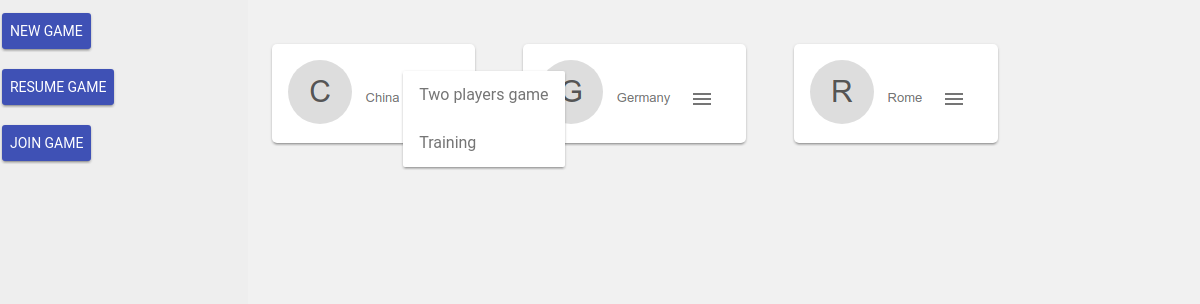 NEW GAME
RESUME GAME
JOIN GAME
C
China
Two players game
Training
G
Germany
R
Rome